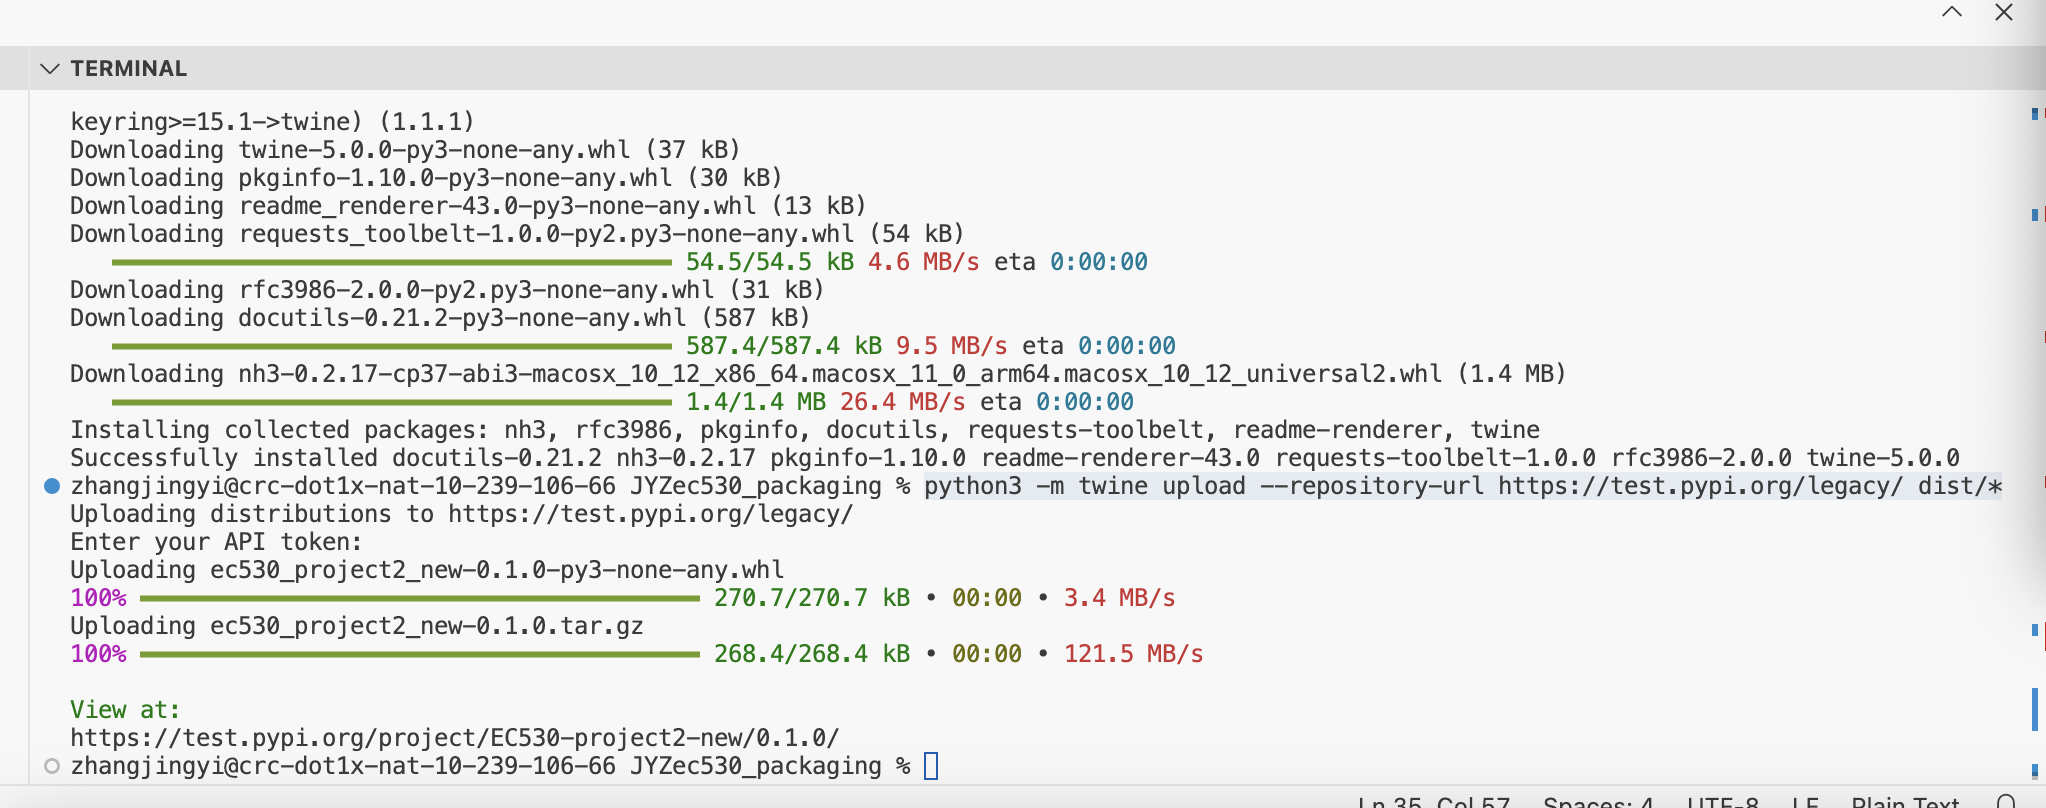 TERMINAL
keyring>=15.1->twine) (1.1.1)
Downloading twine-5.0.0-py3-none-any.whl (37 kB)
Downloading pkginfo-1.10.0-py3-none-any.whl (30 kB)
Downloading readme_renderer-43.0-py3-none-any.whl (13 kB)
Downloading requests_toolbelt-1.0.0-py2.py3-none-any.whl (54 kB)
54.5/54.5 kB 4.6 MB/s eta 0:00:00
Downloading rfc3986-2.0.0-py2.py3-none-any.whl (31 kB)
Downloading docutils-0.21.2-py3-none-any.whl (587 kB)
587.4/587.4 kB 9.5 MB/s eta 0:00:00
Downloading nh3-0.2.17-cp37-abi3-macosx_10_12_x86_64.macosx_11_0_arm64.macosx_10_12_universal2.whl (1.4 MB)
1.4/1.4 MB 26.4 MB/s eta 0:00:00
Installing collected packages: nh3, rfc3986, pkginfo, docutils, requests-toolbelt, readme-renderer, twine
Successfully installed docutils-0.21.2 nh3-0.2.17 pkginfo-1.10.0 readme-renderer-43.0 requests-toolbelt-1.0.0 rfc3986-2.0.0 twine-5.0.0
zhangjingyi@crc-dot1x-nat-10-239-106-66 JYZec530_packaging % python3 -m twine upload --repository-url https://test.pypi.org/legacy/ dist/*
Uploading distributions to https://test.pypi.org/legacy/
Enter your API token:
Uploading ec530_project2_new-0.1.0-py3-none-any.whl
100% 270.7/270.7 kB • 00:00 • 3.4 MB/s
Uploading ec530_project2_new-0.1.0.tar.gz
100% 268.4/268.4 kB • 00:00 • 121.5 MB/s
View at:
https://test.pypi.org/project/EC530-project2-new/0.1.0/
zhangjingyi@crc-dot1x-nat-10-239-106-66 JYZec530_packaging %
Ln 35, Col 57 Spaces: 4 UTF-8 LF Plain Text